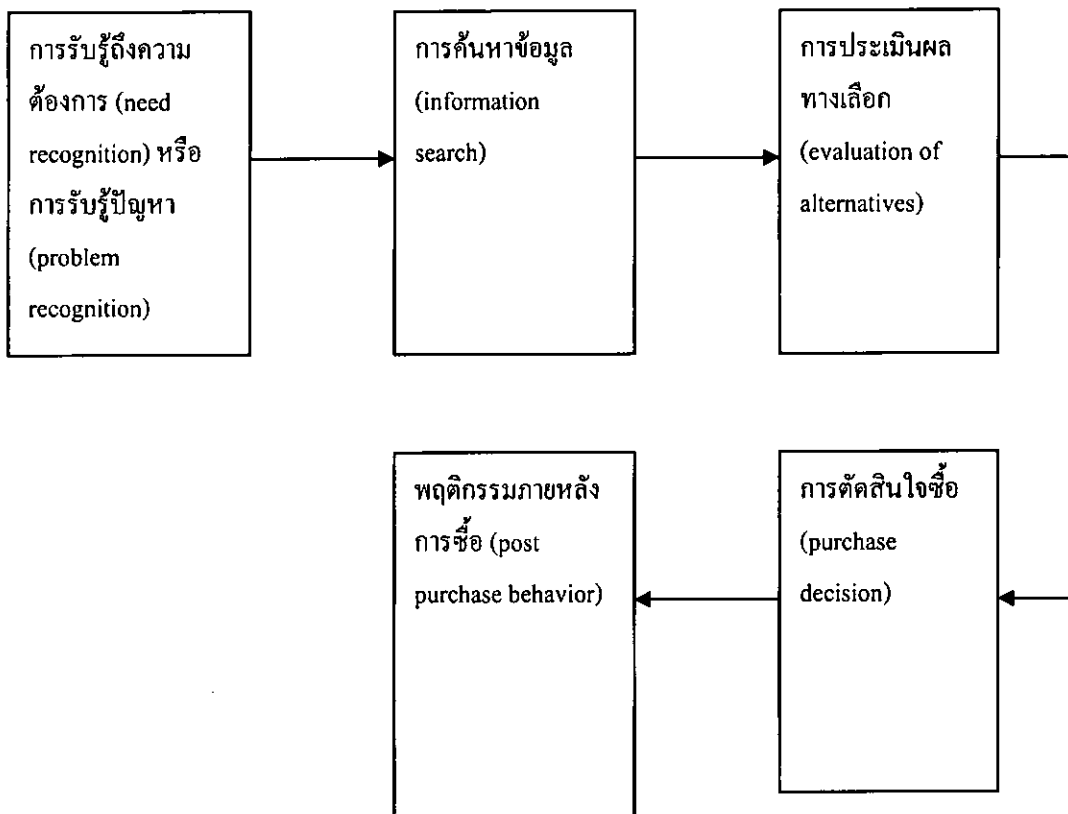 การรับรู้ถึงความ
ต้องการ (need
recognition) หรือ
การรับรู้ปัญหา
(problem
recognition)
การค้นหาข้อมูล
(information
search)
การประเมินผล
ทางเลือก
(evaluation of
alternatives)
การตัดสินใจซื้อ
(purchase
decision)
พฤติกรรมภายหลัง
การซื้อ (post
purchase behavior)